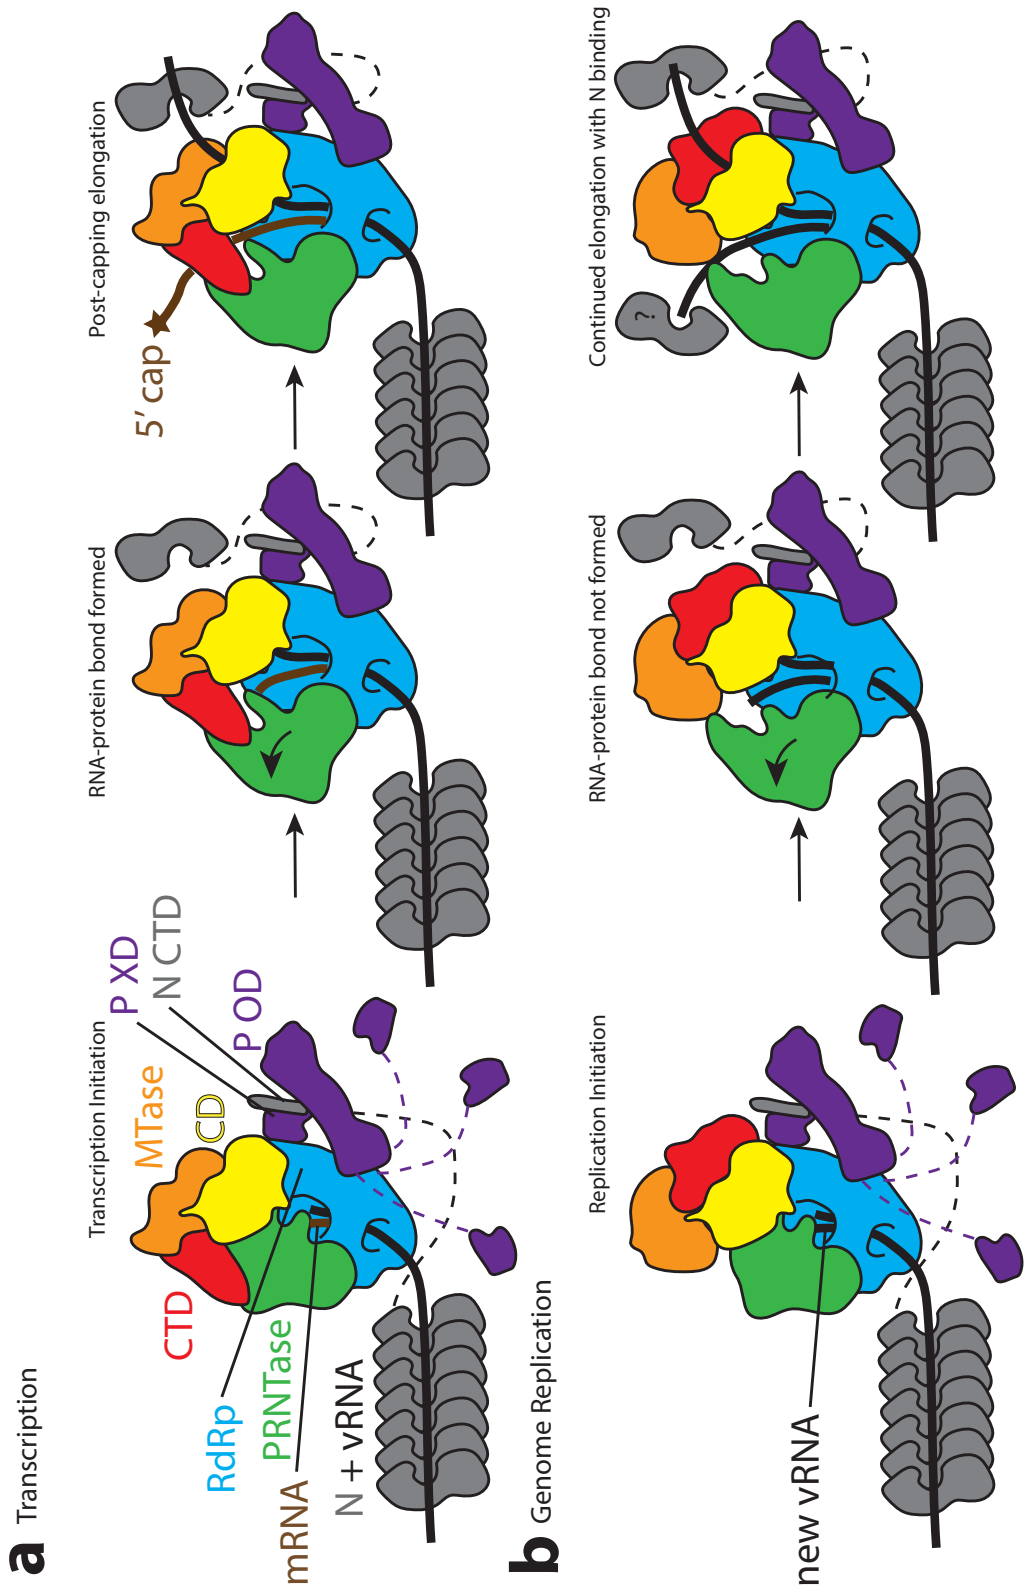 a Transcription
Transcription Initiation
RNA-protein bond formed
Post-capping elongation
MTase
CD
P XD
N CTD
P OD
CTD
RdRp
PRNTase
mRNA
N + vRNA
5’ cap
b Genome Replication
Replication Initiation
RNA-protein bond not formed
Continued elongation with N binding
?
new vRNA